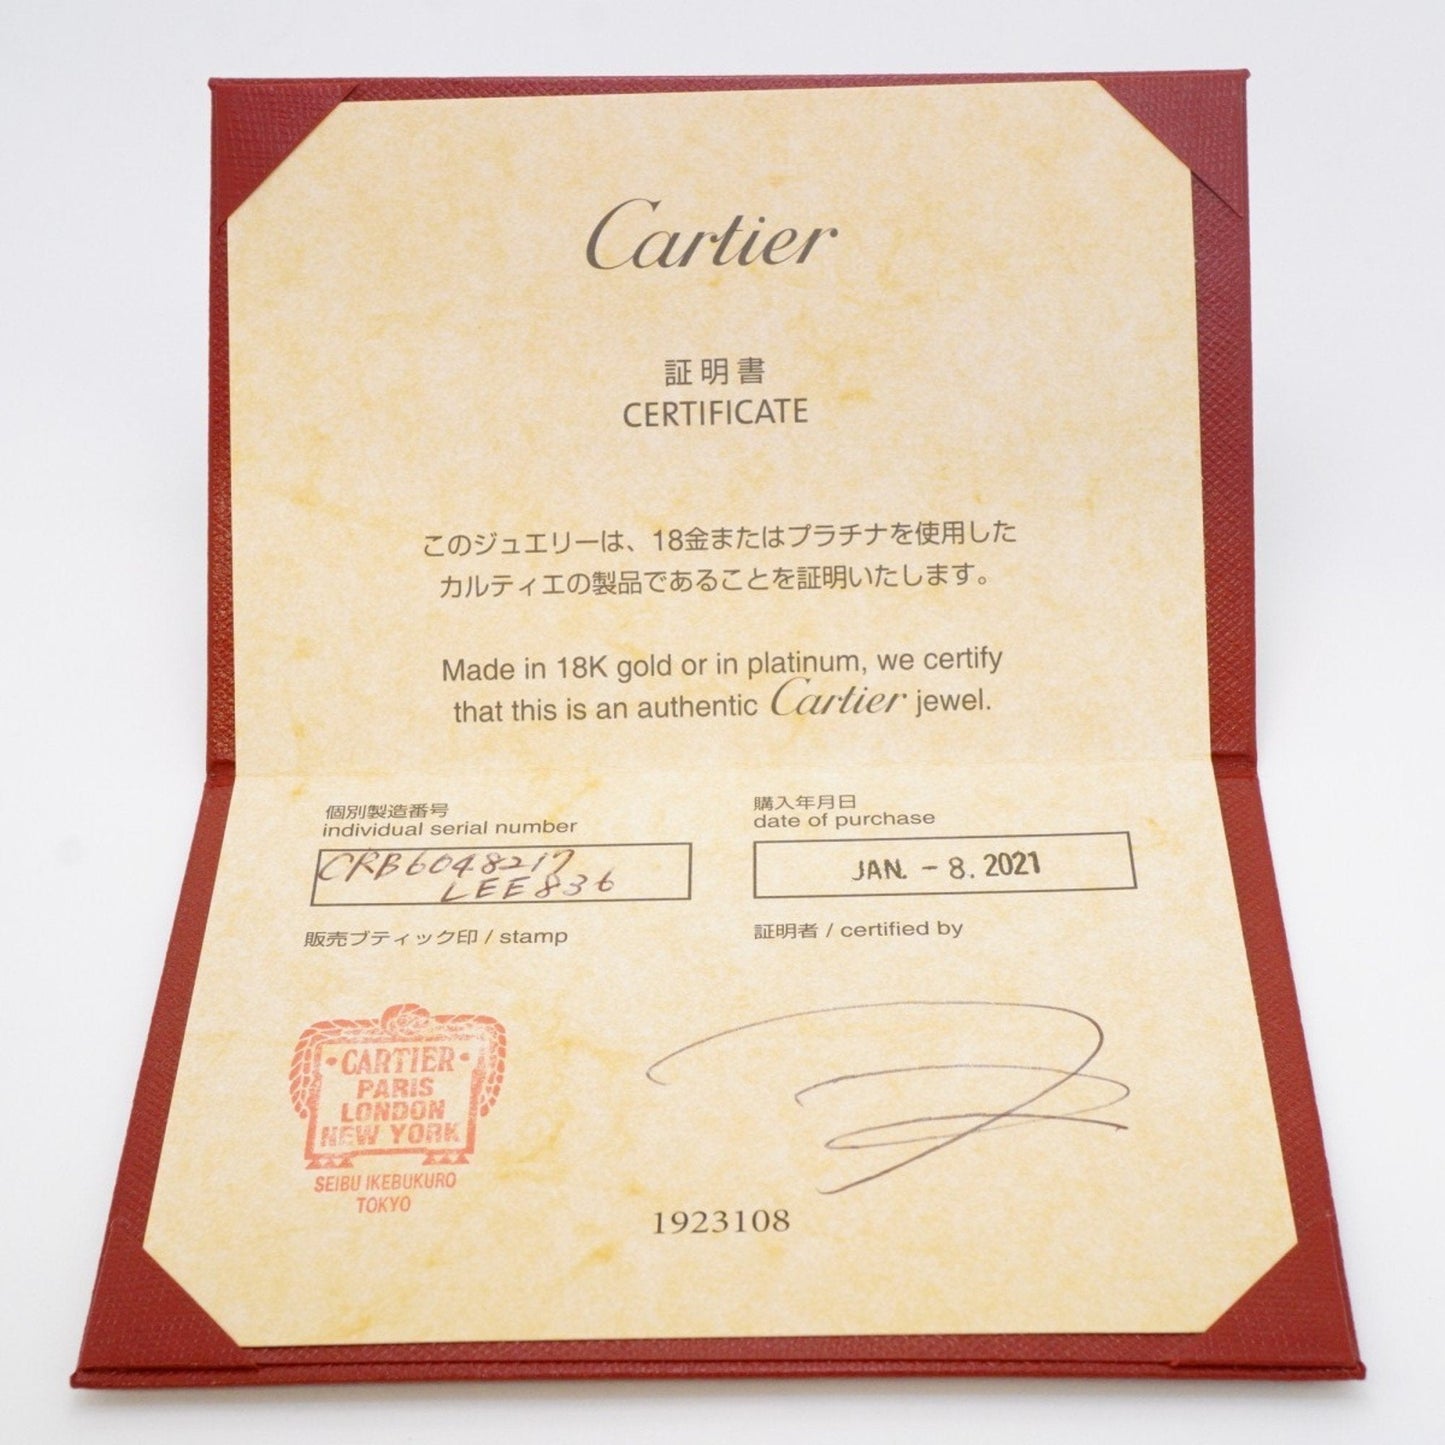 Cartier
証明書
CERTIFICATE
このジュエリーは、18金またはプラチナを使用した
カルティエの製品であることを証明いたします。
Made in 18K gold or in platinum, we certify
that this is an authentic Cartier jewel.
個別製造番号
individual serial number
CRB6048217
LEE836
購入年月日
date of purchase
JAN. - 8. 2021
販売ブティック印 / stamp
証明者 / certified by
CARTIER
PARIS
LONDON
NEW YORK
SEIBU IKEBUKURO
TOKYO
1923108